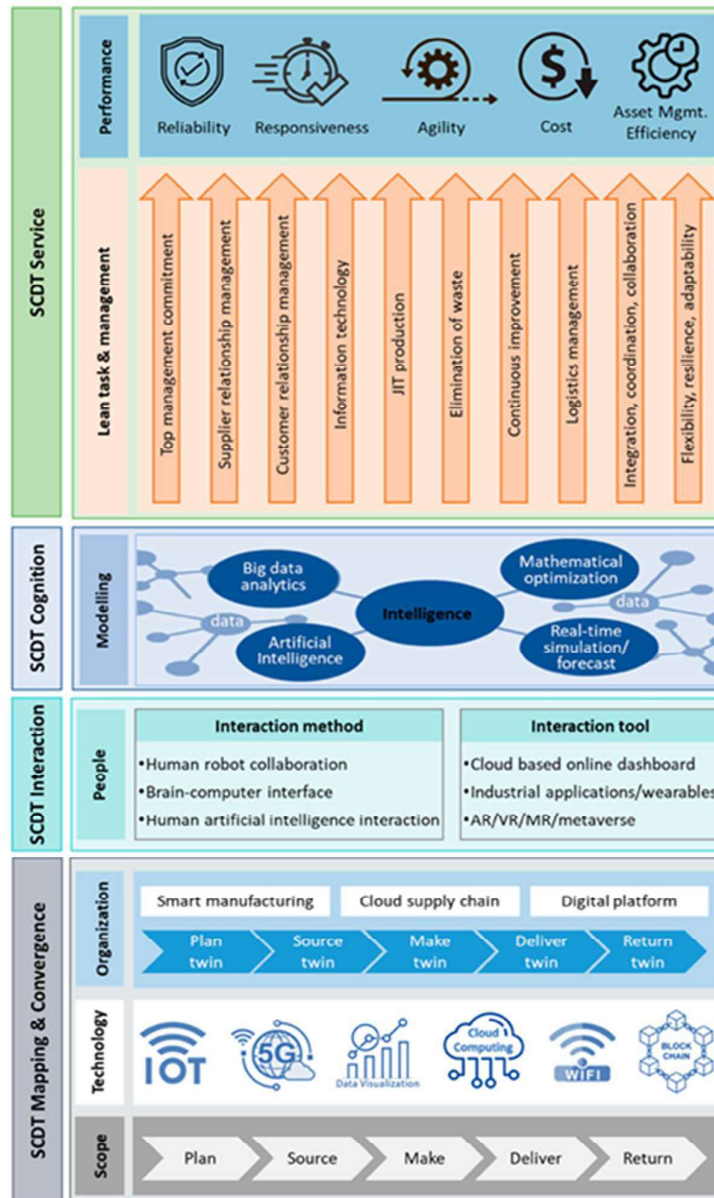 SCDT Service
Performance
Reliability
Responsiveness
Agility
Cost
Asset Mgmt.
Efficiency
Lean task & management
Top management commitment
Supplier relationship management
Customer relationship management
Information technology
JIT production
Elimination of waste
Continuous improvement
Logistics management
Integration, coordination, collaboration
Flexibility, resilience, adaptability
SCDT Cognition
Modelling
Big data
analytics
data
Artificial
Intelligence
Intelligence
Mathematical
optimization
data
Real-time
simulation/
forecast
SCDT Interaction
People
Interaction method
•Human robot collaboration
•Brain-computer interface
•Human artificial intelligence interaction
Interaction tool
•Cloud based online dashboard
•Industrial applications/wearables
•AR/VR/MR/metaverse
SCDT Mapping & Convergence
Organization
Smart manufacturing
Cloud supply chain
Digital platform
Plan
twin
Source
twin
Make
twin
Deliver
twin
Return
twin
Technology
IOT
5G
Data Visualization
Cloud
Computing
WIFI
BLOCK
CHAIN
Scope
Plan
Source
Make
Deliver
Return